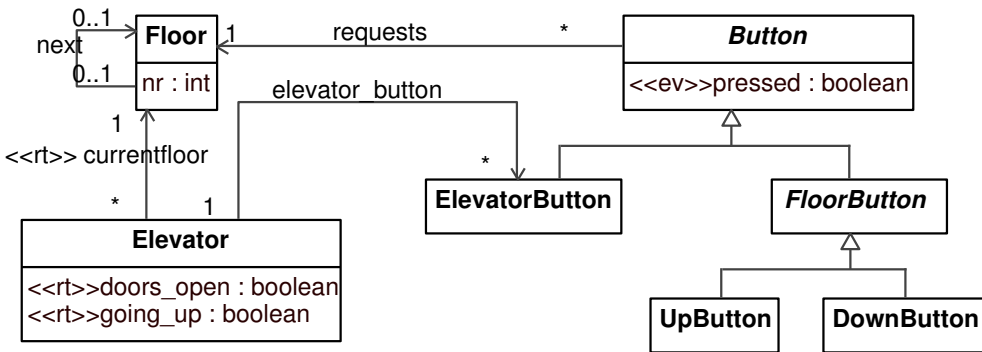 0..1
next
0..1
Floor
nr : int
1
requests
*
Button
<<ev>>pressed : boolean
elevator_button
1
<<rt>> currentfloor
*
1
*
ElevatorButton
FloorButton
Elevator
<<rt>>doors_open : boolean
<<rt>>going_up : boolean
UpButton
DownButton